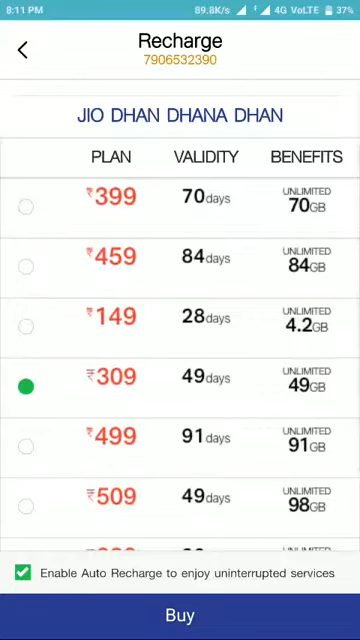 8:11 PM 89.8K/s 4G VoLTE 37%
Recharge
7906532390
JIO DHAN DHANA DHAN
PLAN VALIDITY BENEFITS
₹399 70days UNLIMITED 70GB
₹459 84days UNLIMITED 84GB
₹149 28days UNLIMITED 4.2GB
₹309 49days UNLIMITED 49GB
₹499 91days UNLIMITED 91GB
₹509 49days UNLIMITED 98GB
UNLIMITED
Enable Auto Recharge to enjoy uninterrupted services
Buy